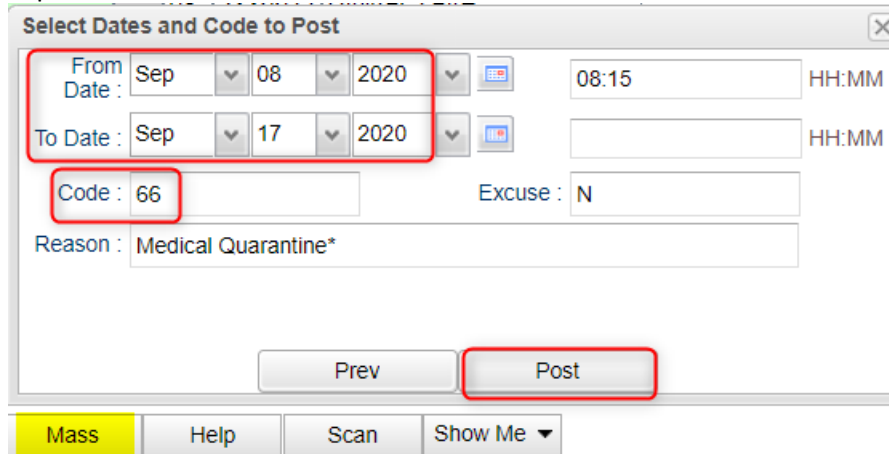 Select Dates and Code to Post
From Date : Sep 08 2020 08:15 HH:MM
To Date : Sep 17 2020 HH:MM
Code : 66 Excuse : N
Reason : Medical Quarantine*
Prev Post
Mass Help Scan Show Me